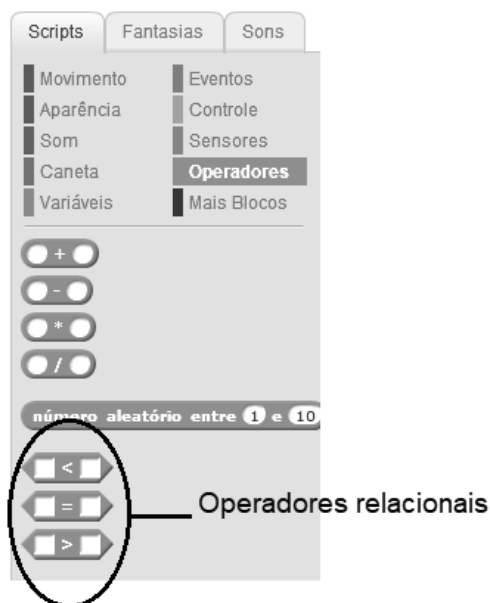 Scripts Fantasias Sons
Movimento Eventos
Aparência Controle
Som Sensores
Caneta Operadores
Variáveis Mais Blocos
+
-
*
/
número aleatório entre 1 e 10
<
= Operadores relacionais
>